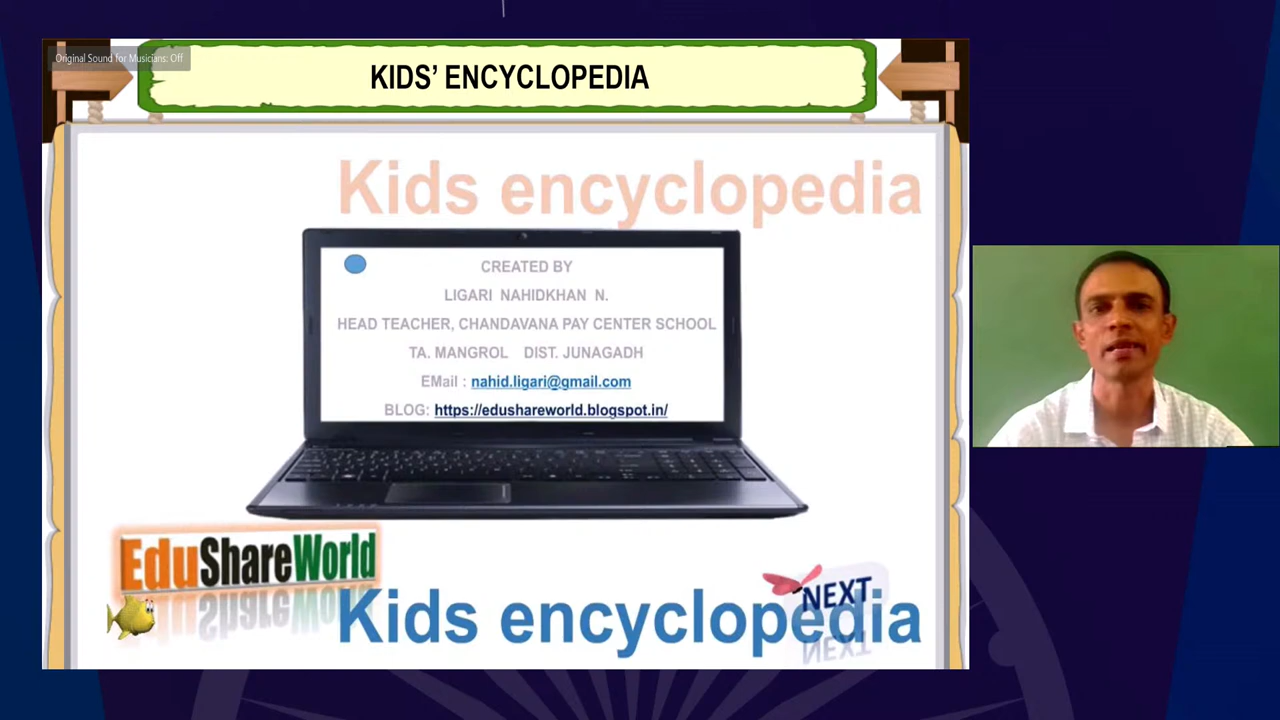 Original Sound for Musicians: Off
KIDS’ ENCYCLOPEDIA
Kids encyclopedia
CREATED BY
LIGARI NAHIDKHAN N.
HEAD TEACHER, CHANDAVANA PAY CENTER SCHOOL
TA. MANGROL DIST. JUNAGADH
EMail : nahid.ligari@gmail.com
BLOG: https://edushareworld.blogspot.in/
EduShareWorld
NEXT
Kids encyclopedia